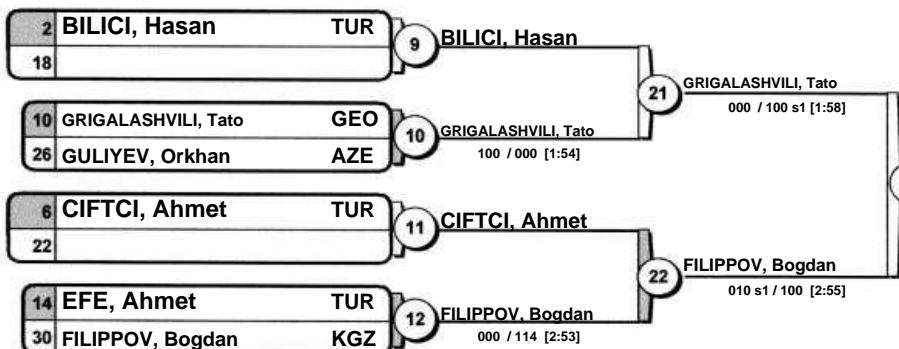 2 BILICI, Hasan TUR
18
9
BILICI, Hasan
10 GRIGALASHVILI, Tato GEO
26 GULIYEV, Orkhan AZE
10
GRIGALASHVILI, Tato
100 / 000 [1:54]
21
GRIGALASHVILI, Tato
000 / 100 s1 [1:58]
6 CIFTCI, Ahmet TUR
22
11
CIFTCI, Ahmet
14 EFE, Ahmet TUR
30 FILIPPOV, Bogdan KGZ
12
FILIPPOV, Bogdan
000 / 114 [2:53]
22
FILIPPOV, Bogdan
010 s1 / 100 [2:55]